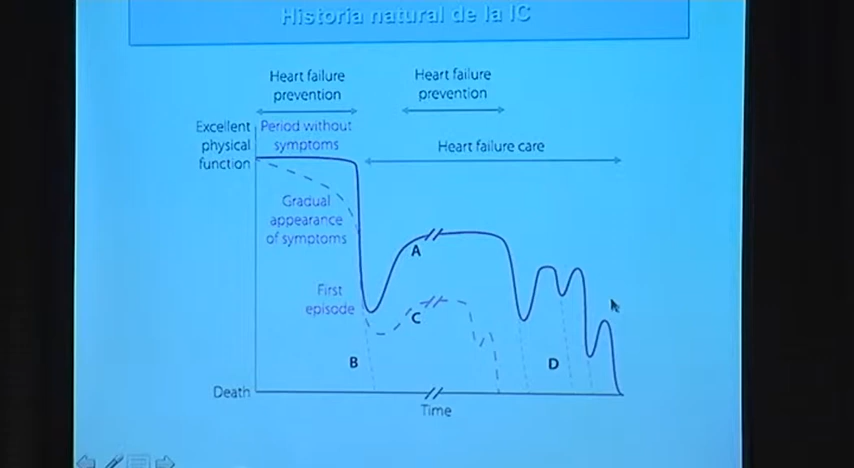 Historia natural de la IC
Heart failure
prevention
Heart failure
prevention
Excellent
physical
function
Period without
symptoms
Heart failure care
Gradual
appearance
of symptoms
A
First
episode
C
B
D
Death
Time